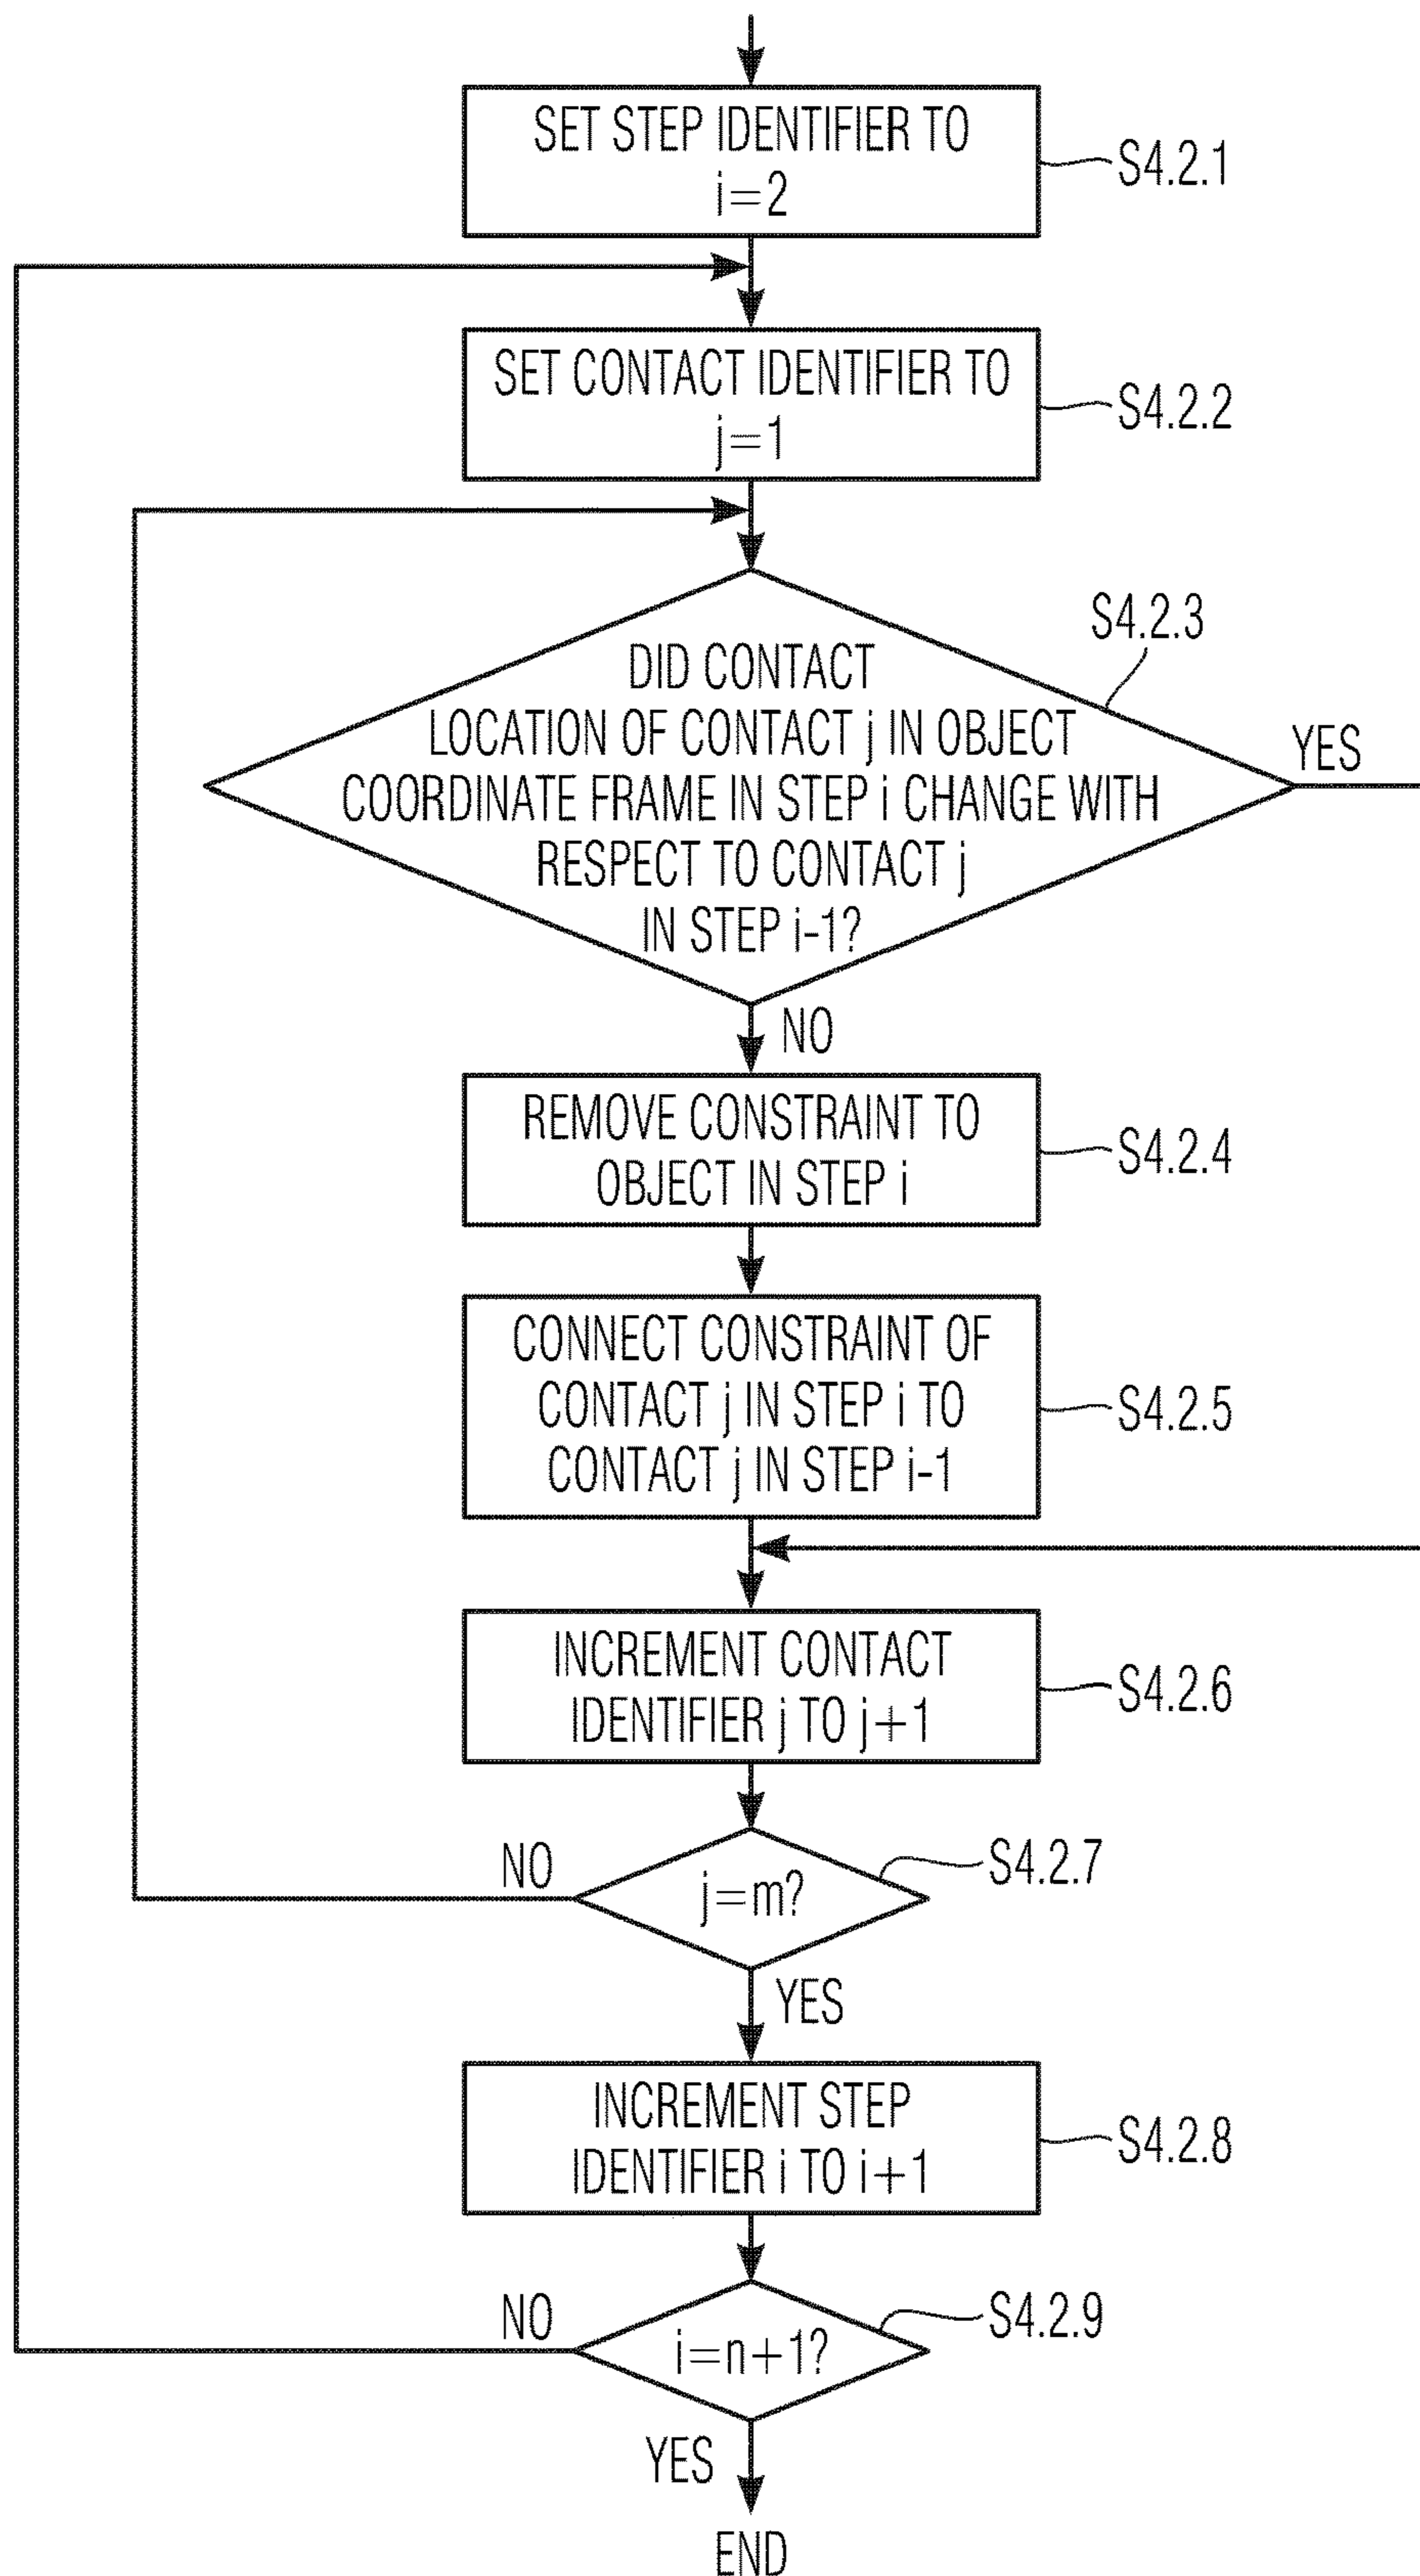 SET STEP IDENTIFIER TO
i=2
S4.2.1
SET CONTACT IDENTIFIER TO
j=1
S4.2.2
S4.2.3
DID CONTACT
LOCATION OF CONTACT j IN OBJECT
COORDINATE FRAME IN STEP i CHANGE WITH
RESPECT TO CONTACT j
IN STEP i-1?
YES
NO
REMOVE CONSTRAINT TO
OBJECT IN STEP i
S4.2.4
CONNECT CONSTRAINT OF
CONTACT j IN STEP i TO
CONTACT j IN STEP i-1
S4.2.5
INCREMENT CONTACT
IDENTIFIER j TO j+1
S4.2.6
NO
j=m?
S4.2.7
YES
INCREMENT STEP
IDENTIFIER i TO i+1
S4.2.8
NO
i=n+1?
S4.2.9
YES
END